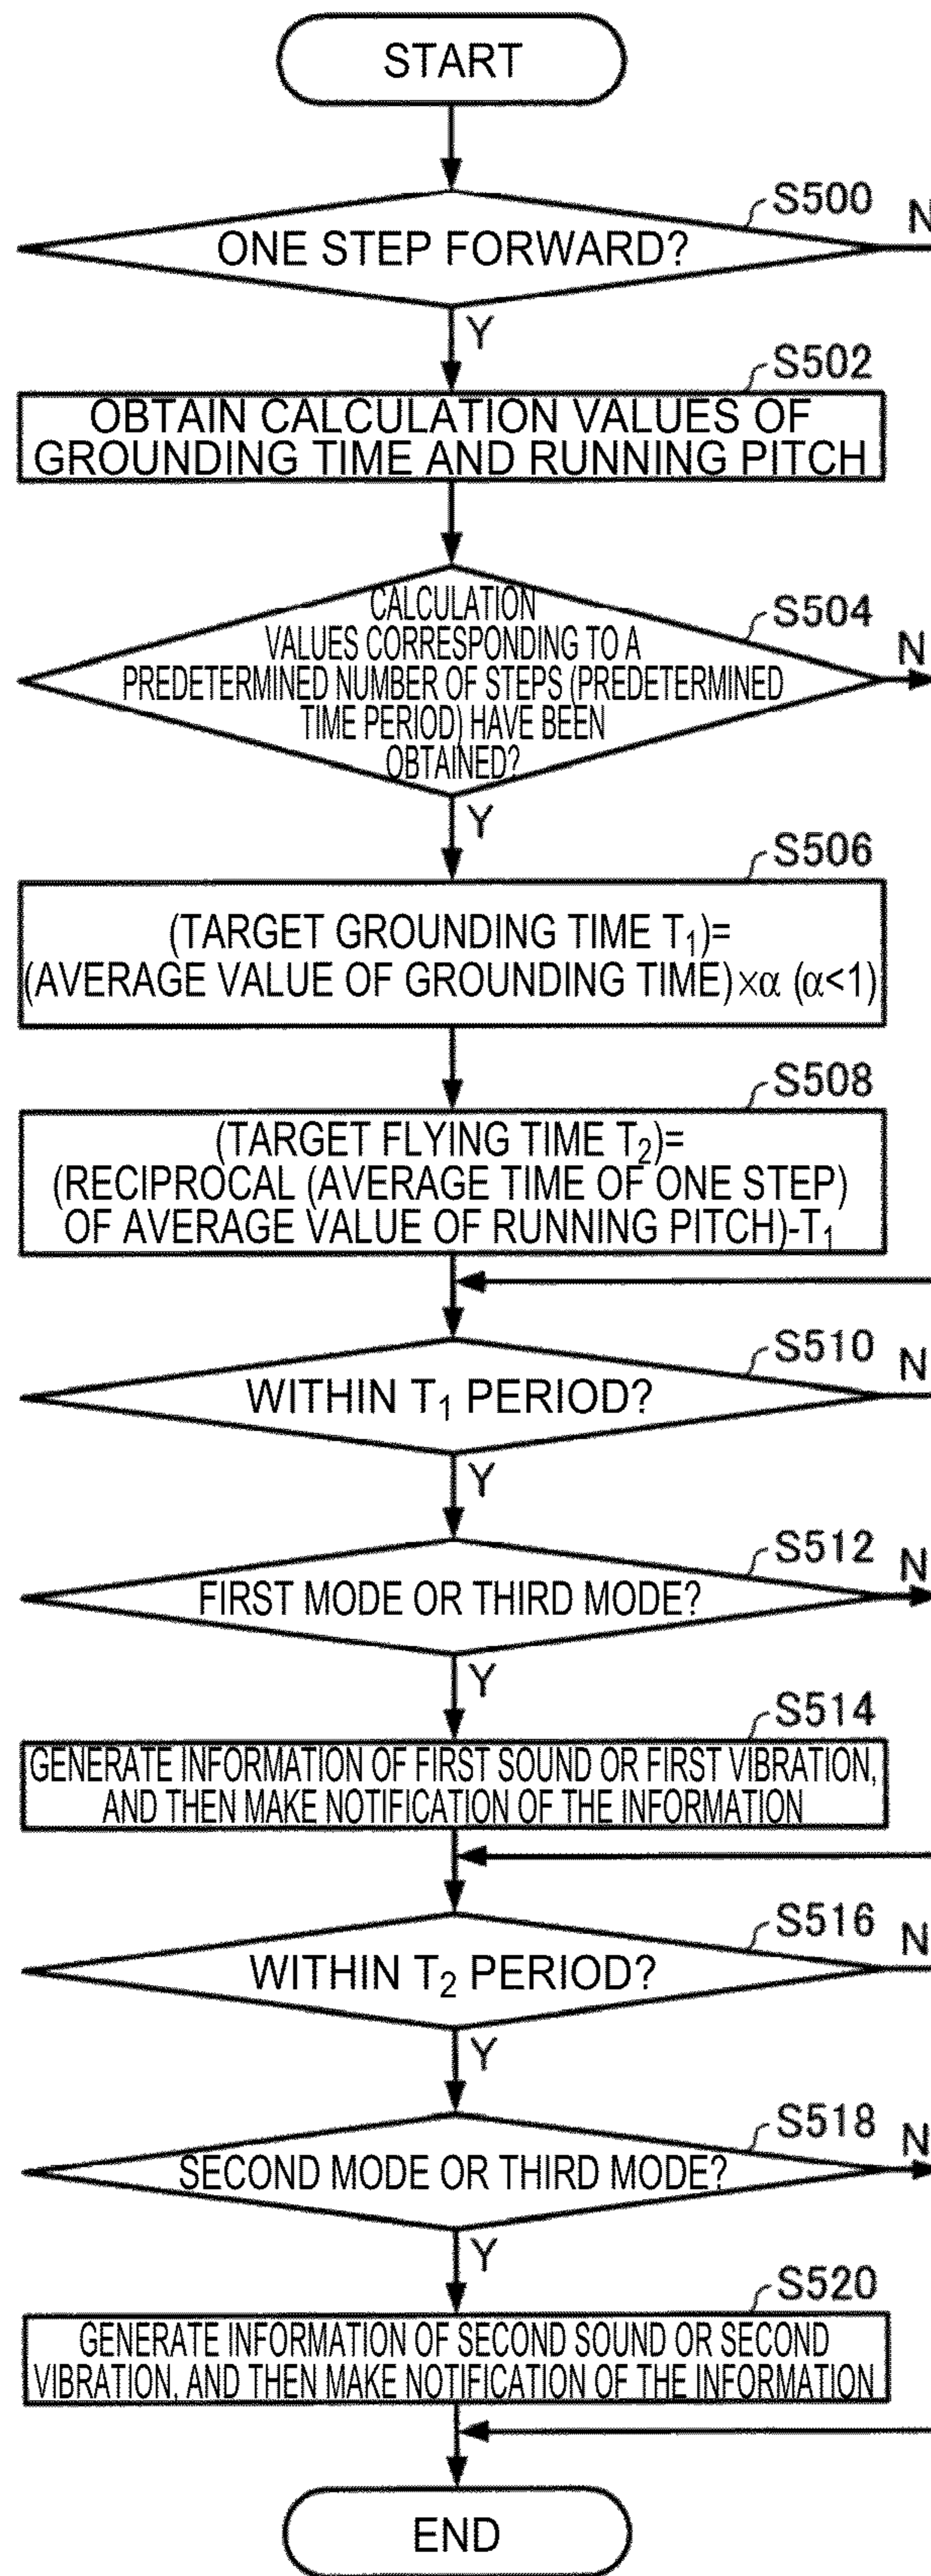 START
S500
N
ONE STEP FORWARD?
Y
S502
OBTAIN CALCULATION VALUES OF
GROUNDING TIME AND RUNNING PITCH
CALCULATION
S504
VALUES CORRESPONDING TO A
N
PREDETERMINED NUMBER OF STEPS (PREDETERMINED
TIME PERIOD) HAVE BEEN
OBTAINED?
Y
S506
(TARGET GROUNDING TIME T1)=
(AVERAGE VALUE OF GROUNDING TIME)×α (α<1)
S508
(TARGET FLYING TIME T2)=
(RECIPROCAL (AVERAGE TIME OF ONE STEP)
OF AVERAGE VALUE OF RUNNING PITCH)-T1
S510
N
WITHIN T1 PERIOD?
Y
S512
N
FIRST MODE OR THIRD MODE?
Y
S514
GENERATE INFORMATION OF FIRST SOUND OR FIRST VIBRATION,
AND THEN MAKE NOTIFICATION OF THE INFORMATION
S516
N
WITHIN T2 PERIOD?
Y
S518
N
SECOND MODE OR THIRD MODE?
Y
S520
GENERATE INFORMATION OF SECOND SOUND OR SECOND
VIBRATION, AND THEN MAKE NOTIFICATION OF THE INFORMATION
END